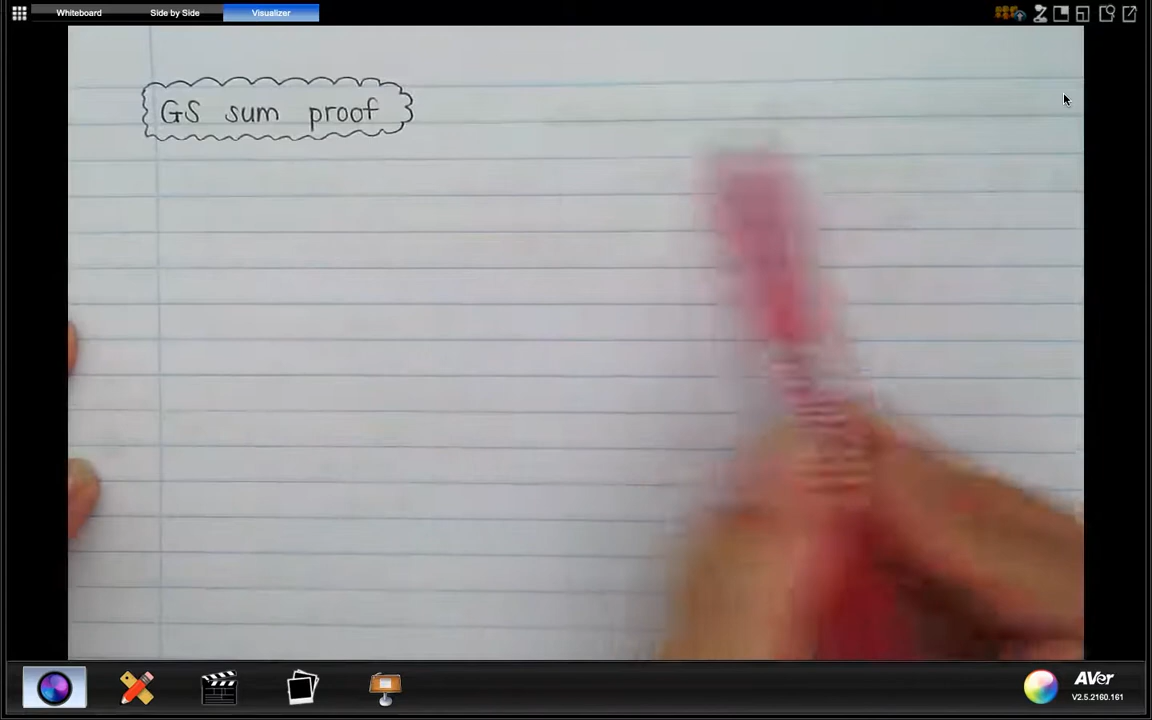 Whiteboard
Side by Side
Visualizer
GS sum proof
AVer
V2.5.2160.161